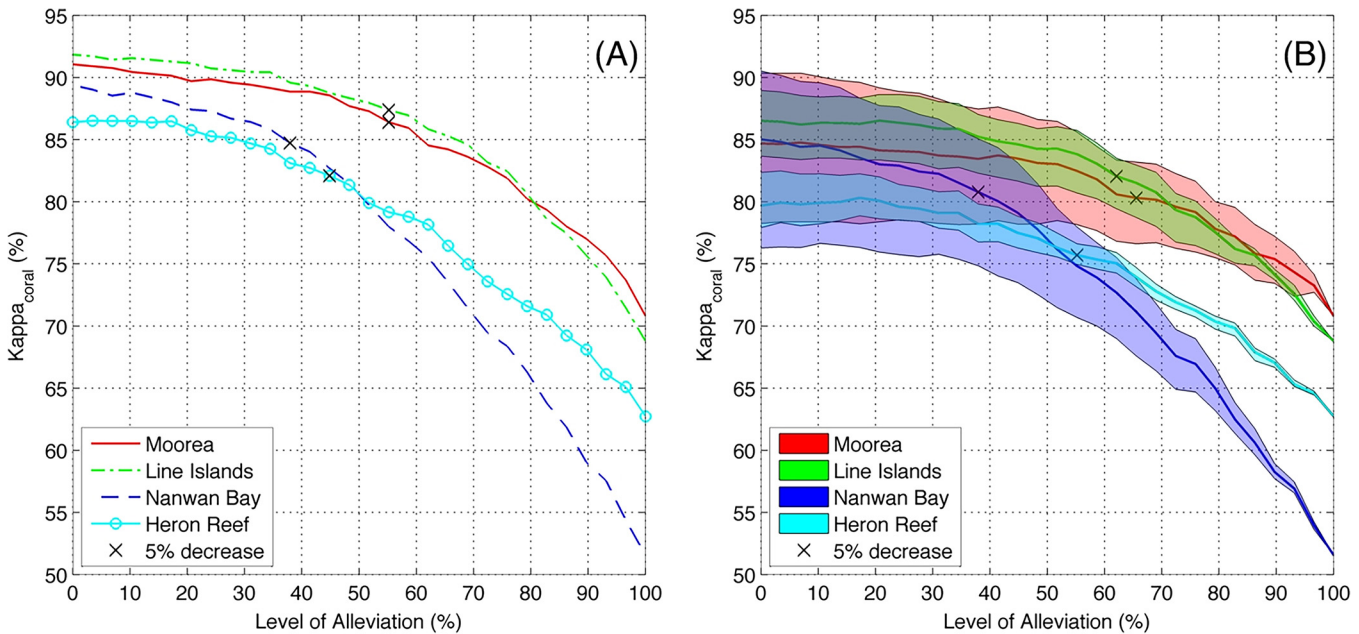 (A)
95
90
85
80
75
70
65
60
55
50
Kappa_coral (%)
Moorea
Line Islands
Nanwan Bay
Heron Reef
5% decrease
0 10 20 30 40 50 60 70 80 90 100
Level of Alleviation (%)
(B)
95
90
85
80
75
70
65
60
55
50
Kappa_coral (%)
Moorea
Line Islands
Nanwan Bay
Heron Reef
5% decrease
0 10 20 30 40 50 60 70 80 90 100
Level of Alleviation (%)